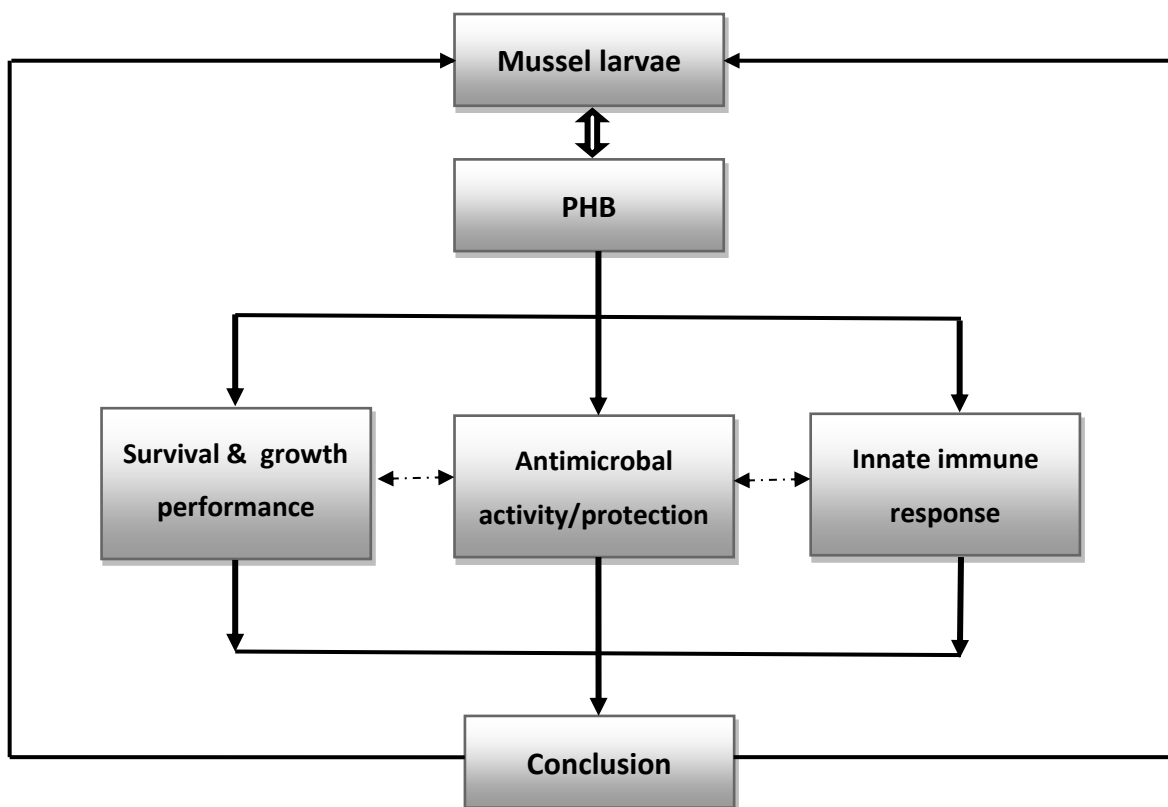 Mussel larvae
PHB
Survival & growth
performance
Antimicrobal
activity/protection
Innate immune
response
Conclusion